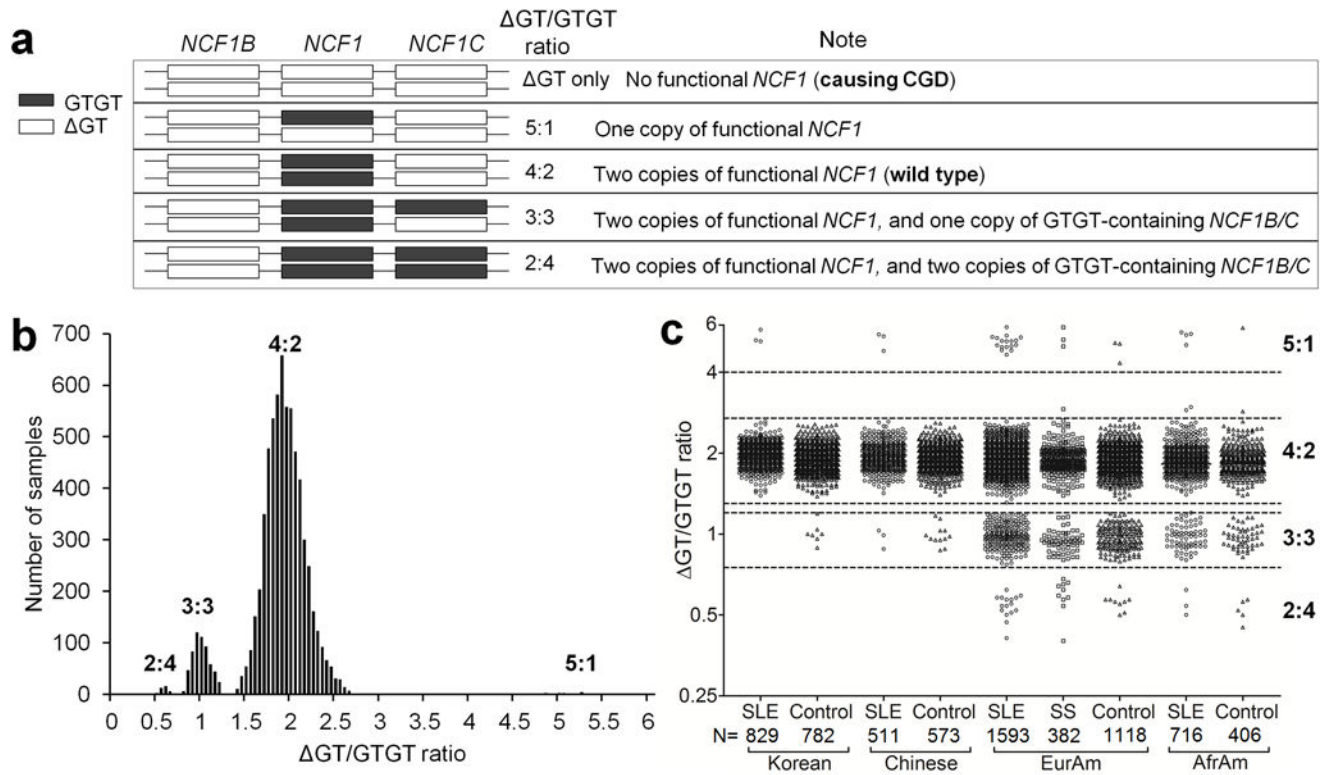 a
NCF1B NCF1 NCF1C ΔGT/GTGT ratio Note
GTGT
ΔGT
ΔGT only No functional NCF1 (causing CGD)
5:1 One copy of functional NCF1
4:2 Two copies of functional NCF1 (wild type)
3:3 Two copies of functional NCF1, and one copy of GTGT-containing NCF1B/C
2:4 Two copies of functional NCF1, and two copies of GTGT-containing NCF1B/C
b
Number of samples
700
600
500
400
300
200
100
0
2:4
3:3
4:2
5:1
0 0.5 1 1.5 2 2.5 3 3.5 4 4.5 5 5.5 6
ΔGT/GTGT ratio
c
ΔGT/GTGT ratio
6
4
2
1
0.5
0.25
5:1
4:2
3:3
2:4
SLE Control SLE Control SLE SS Control SLE Control
N= 829 782 511 573 1593 382 1118 716 406
Korean Chinese EurAm AfrAm